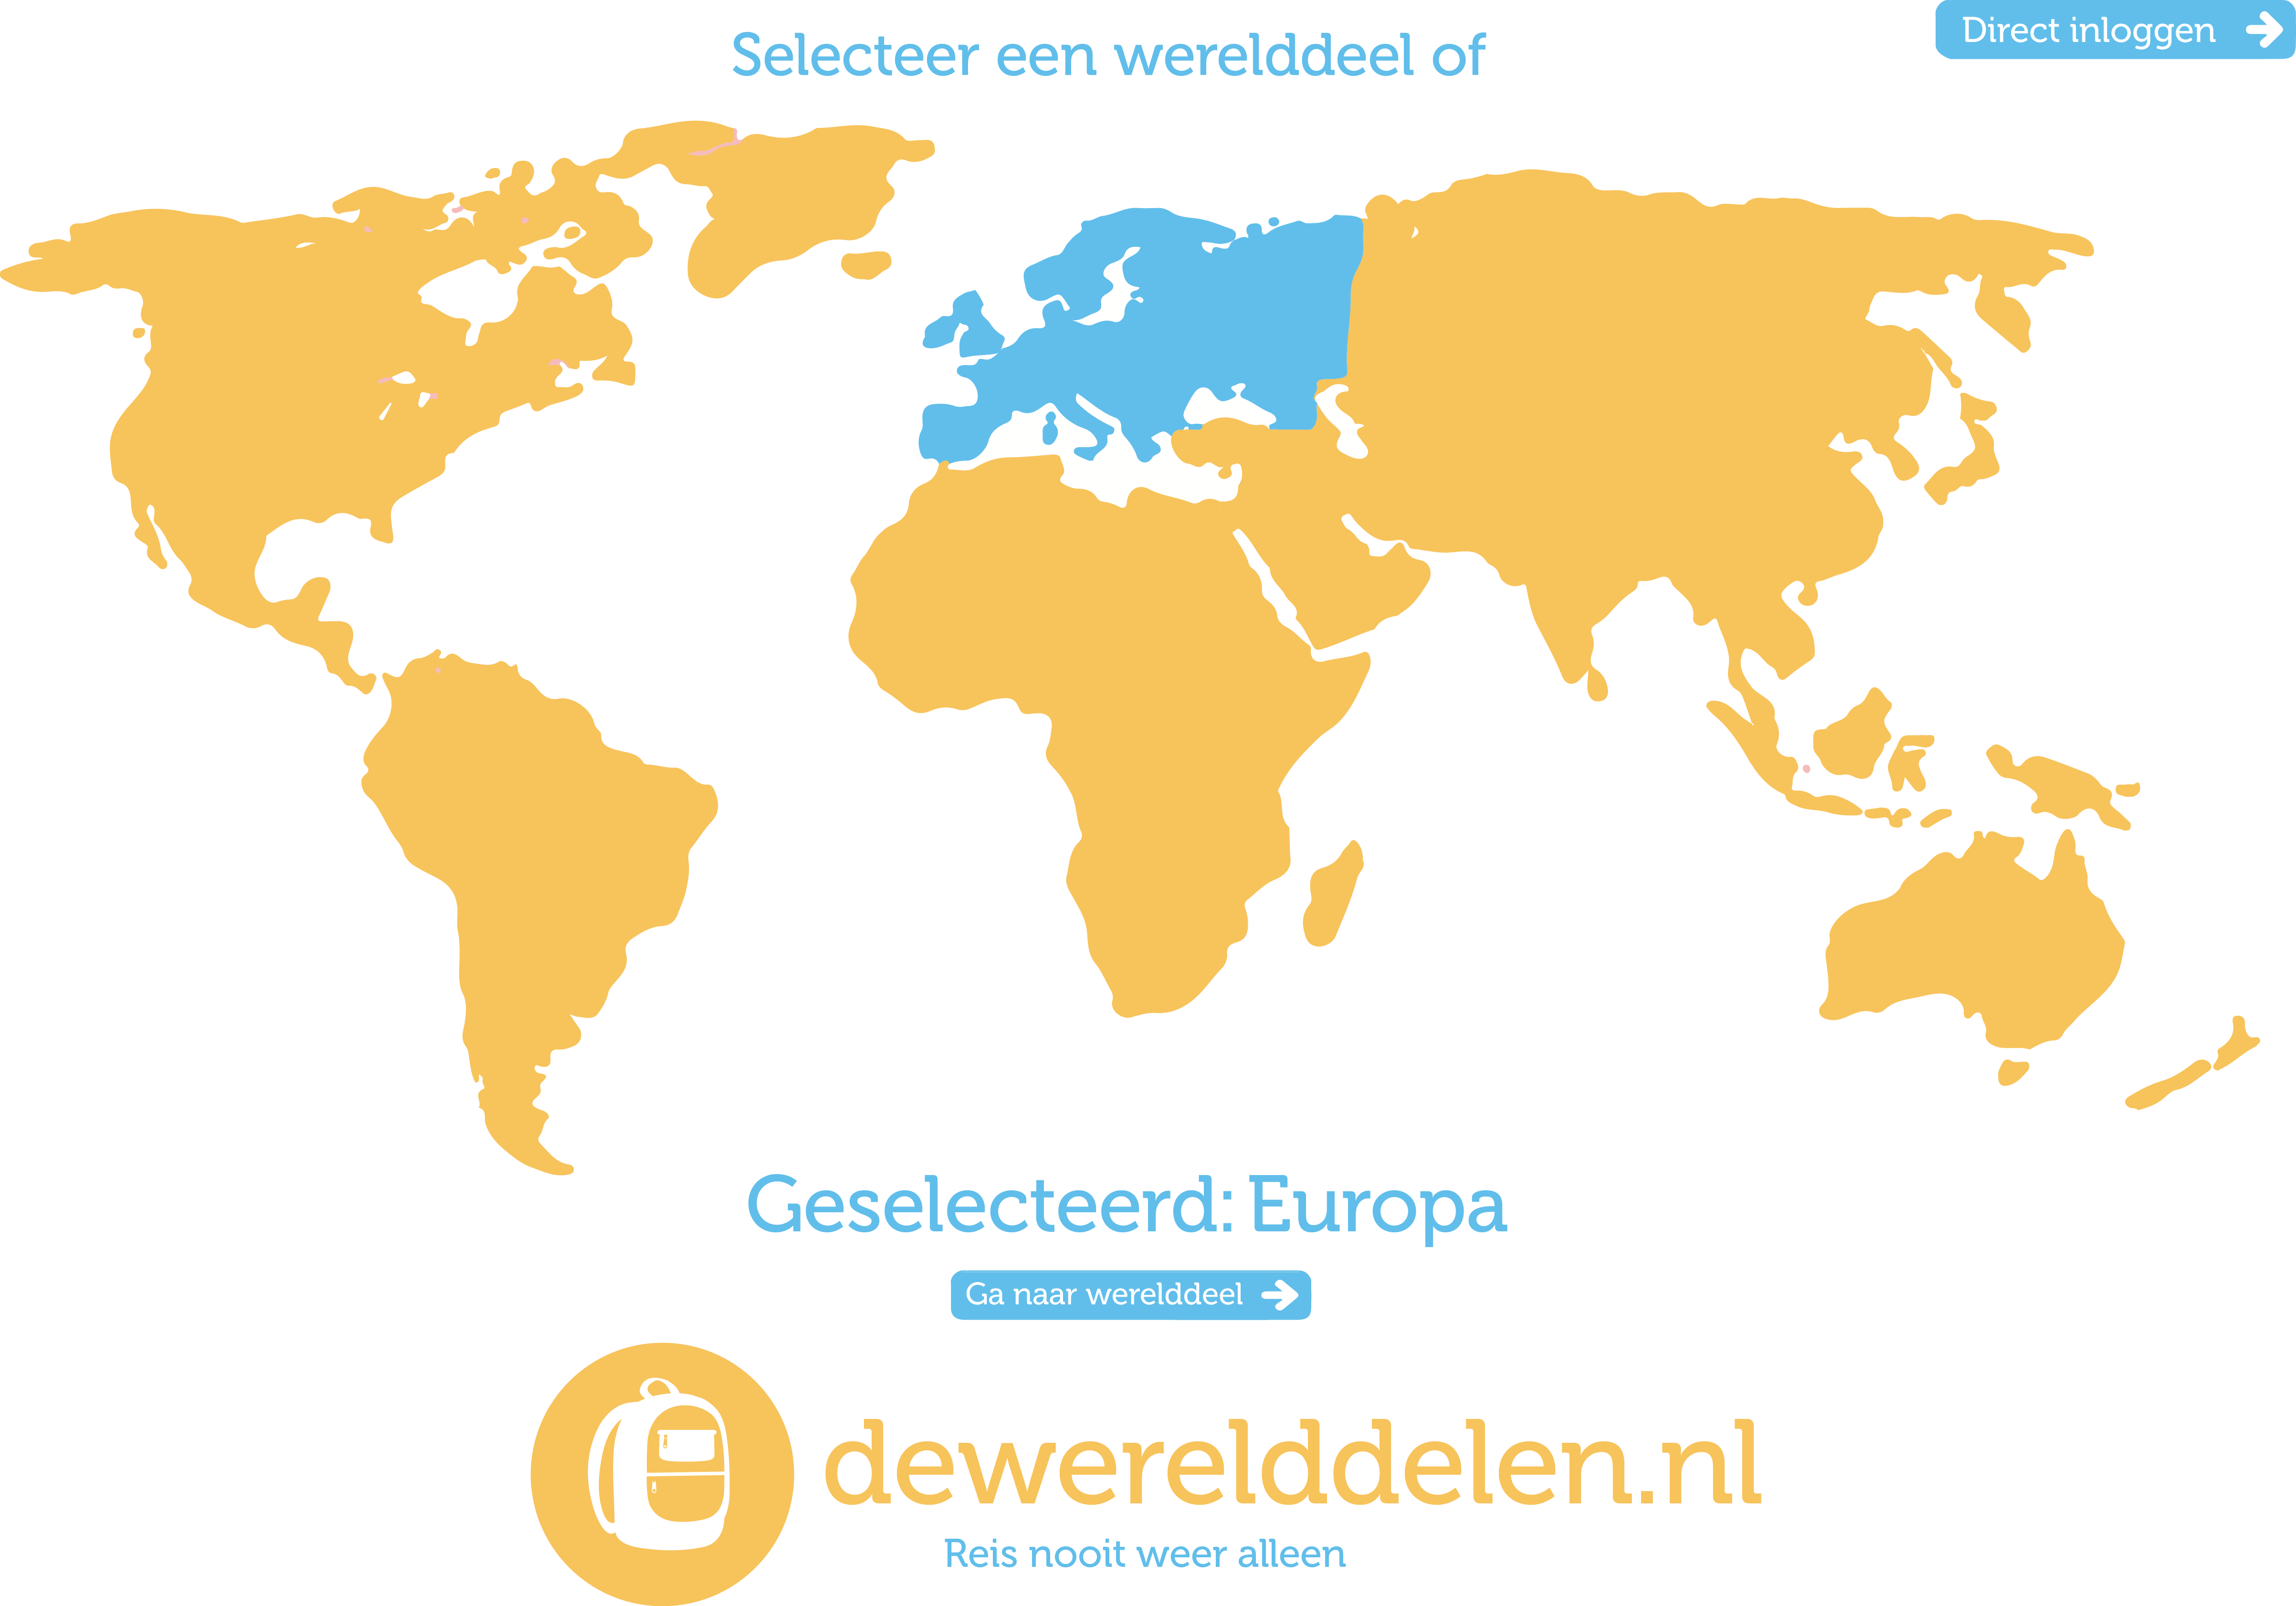 Selecteer een werelddeel of
Direct inloggen
Geselecteerd: Europa
Ga naar werelddeel
dewerelddelen.nl
Reis nooit weer alleen